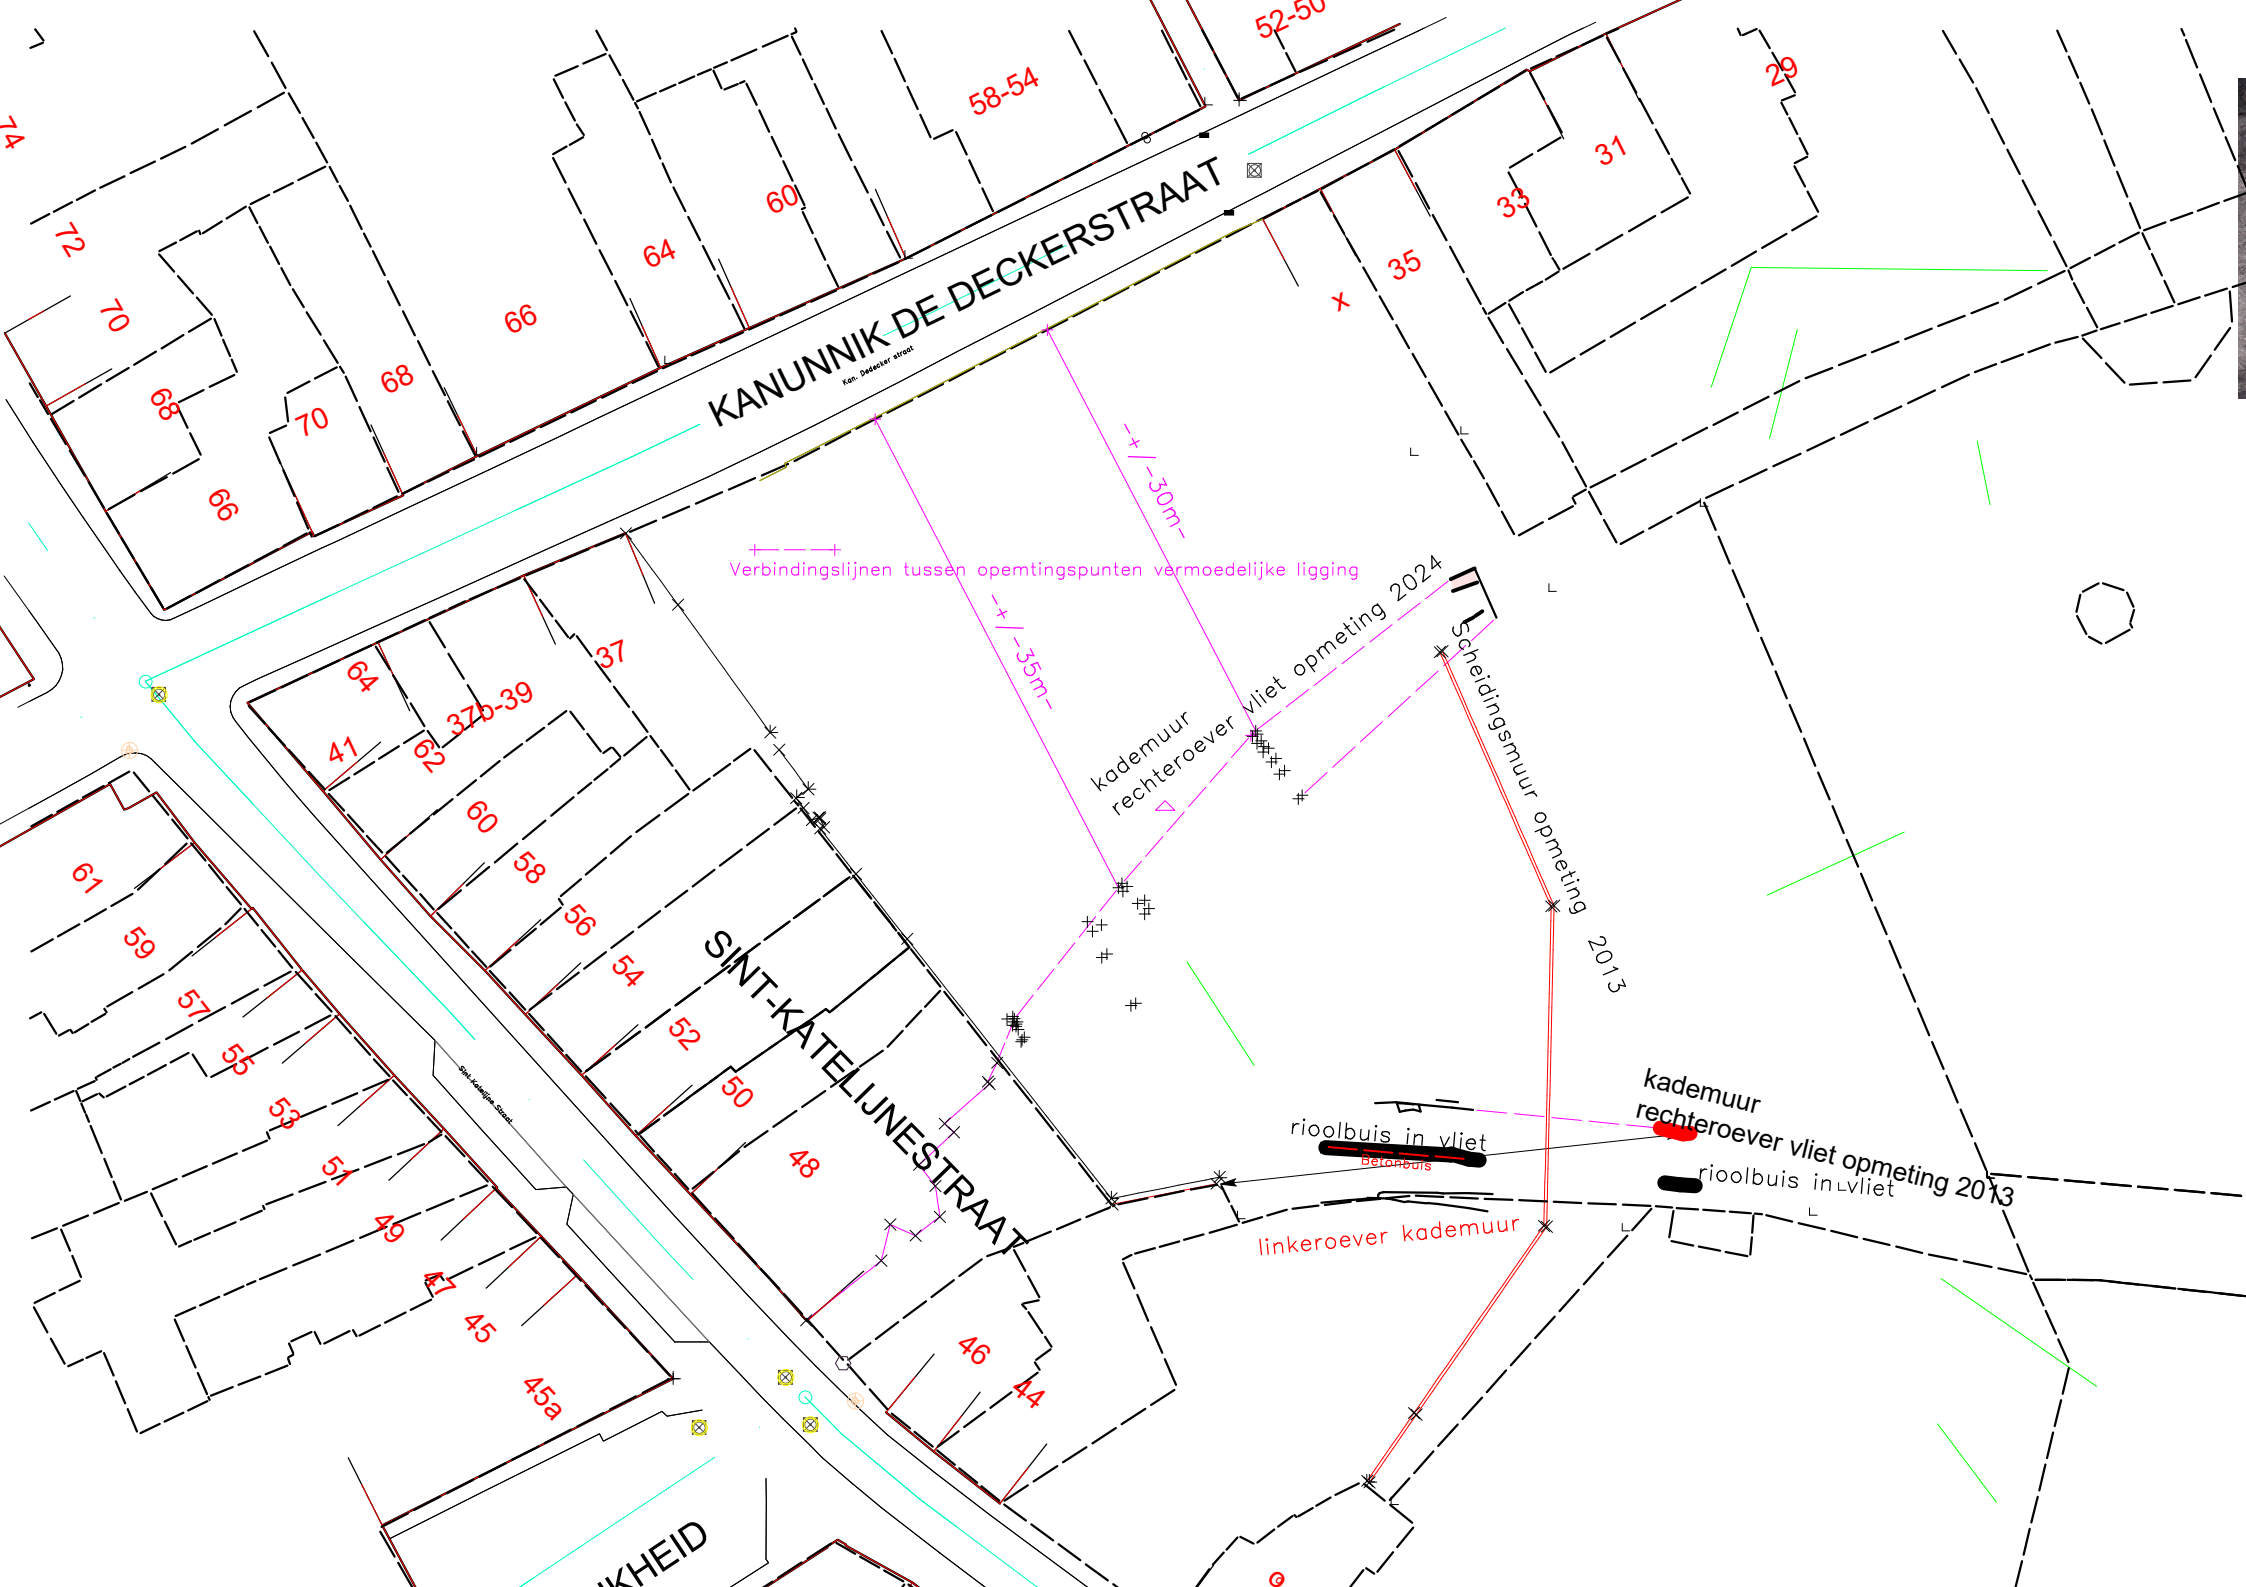 52-50
58-54
29
74
31
60
33
72
64
35
70
66
x
68
68
70
66
KANUNNIK DE DECKERSTRAAT
Kan. Dedecker straat
-+/-30m-
-+/-35m-
Verbindingslijnen tussen opemtingspunten vermoedelijke ligging
kademuur
rechteroever vliet opmeting 2024
Scheidingsmuur opmeting 2013
37
64
37b-39
41
62
60
58
56
54
52
50
48
46
44
SINT-KATELIJNESTRAAT
Sint Katelijne Straat
61
59
57
55
53
51
49
47
45
45a
kademuur
rechteroever vliet opmeting 2013
rioolbuis in vliet
Betonbuis
rioolbuis in vliet
linkeroever kademuur
IKHEID